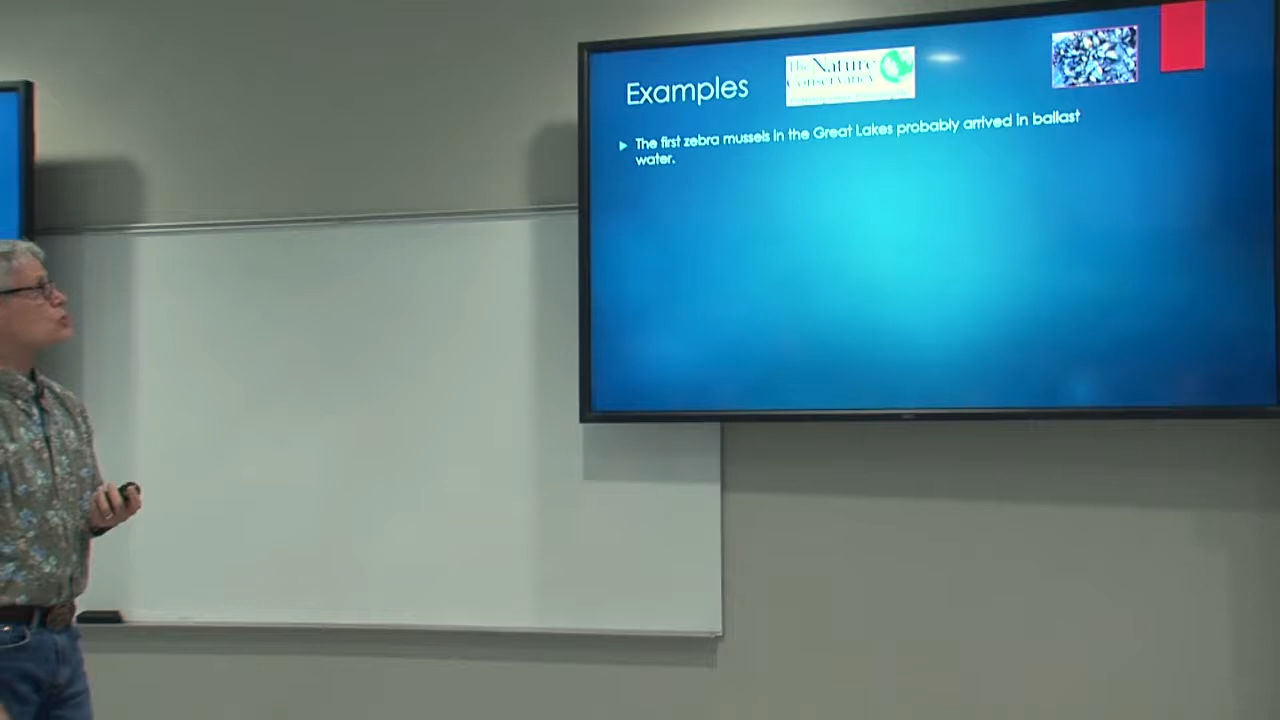 Examples
The Nature
Conservancy
The first zebra mussels in the Great Lakes probably arrived in ballast
water.